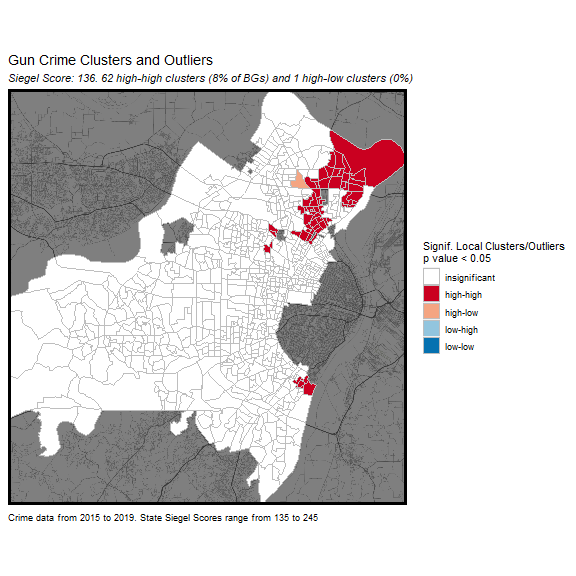 Gun Crime Clusters and Outliers
Siegel Score: 136. 62 high-high clusters (8% of BGs) and 1 high-low clusters (0%)
Signif. Local Clusters/Outliers
p value < 0.05
insignificant
high-high
high-low
low-high
low-low
Crime data from 2015 to 2019. State Siegel Scores range from 135 to 245